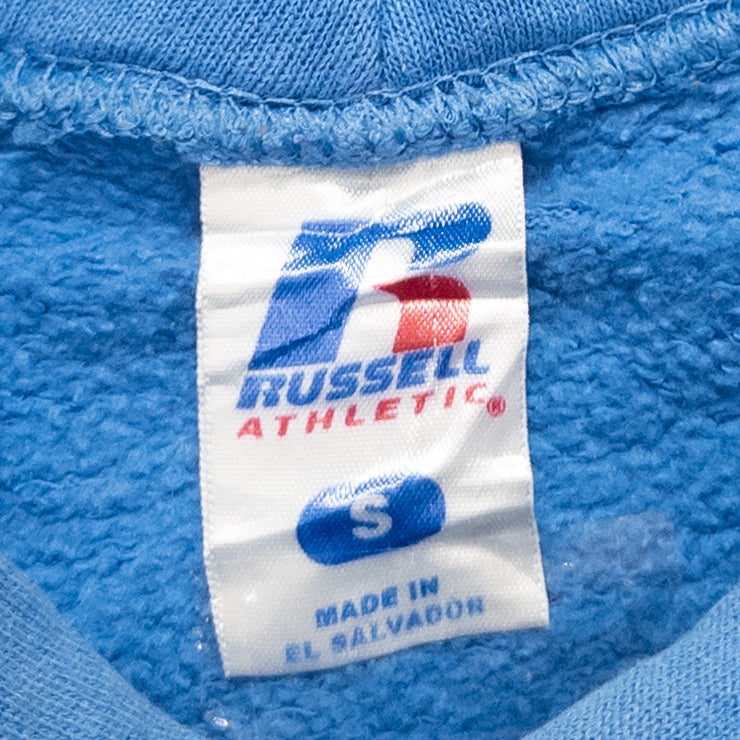 R
RUSSELL
ATHLETIC®
S
MADE IN
EL SALVADOR